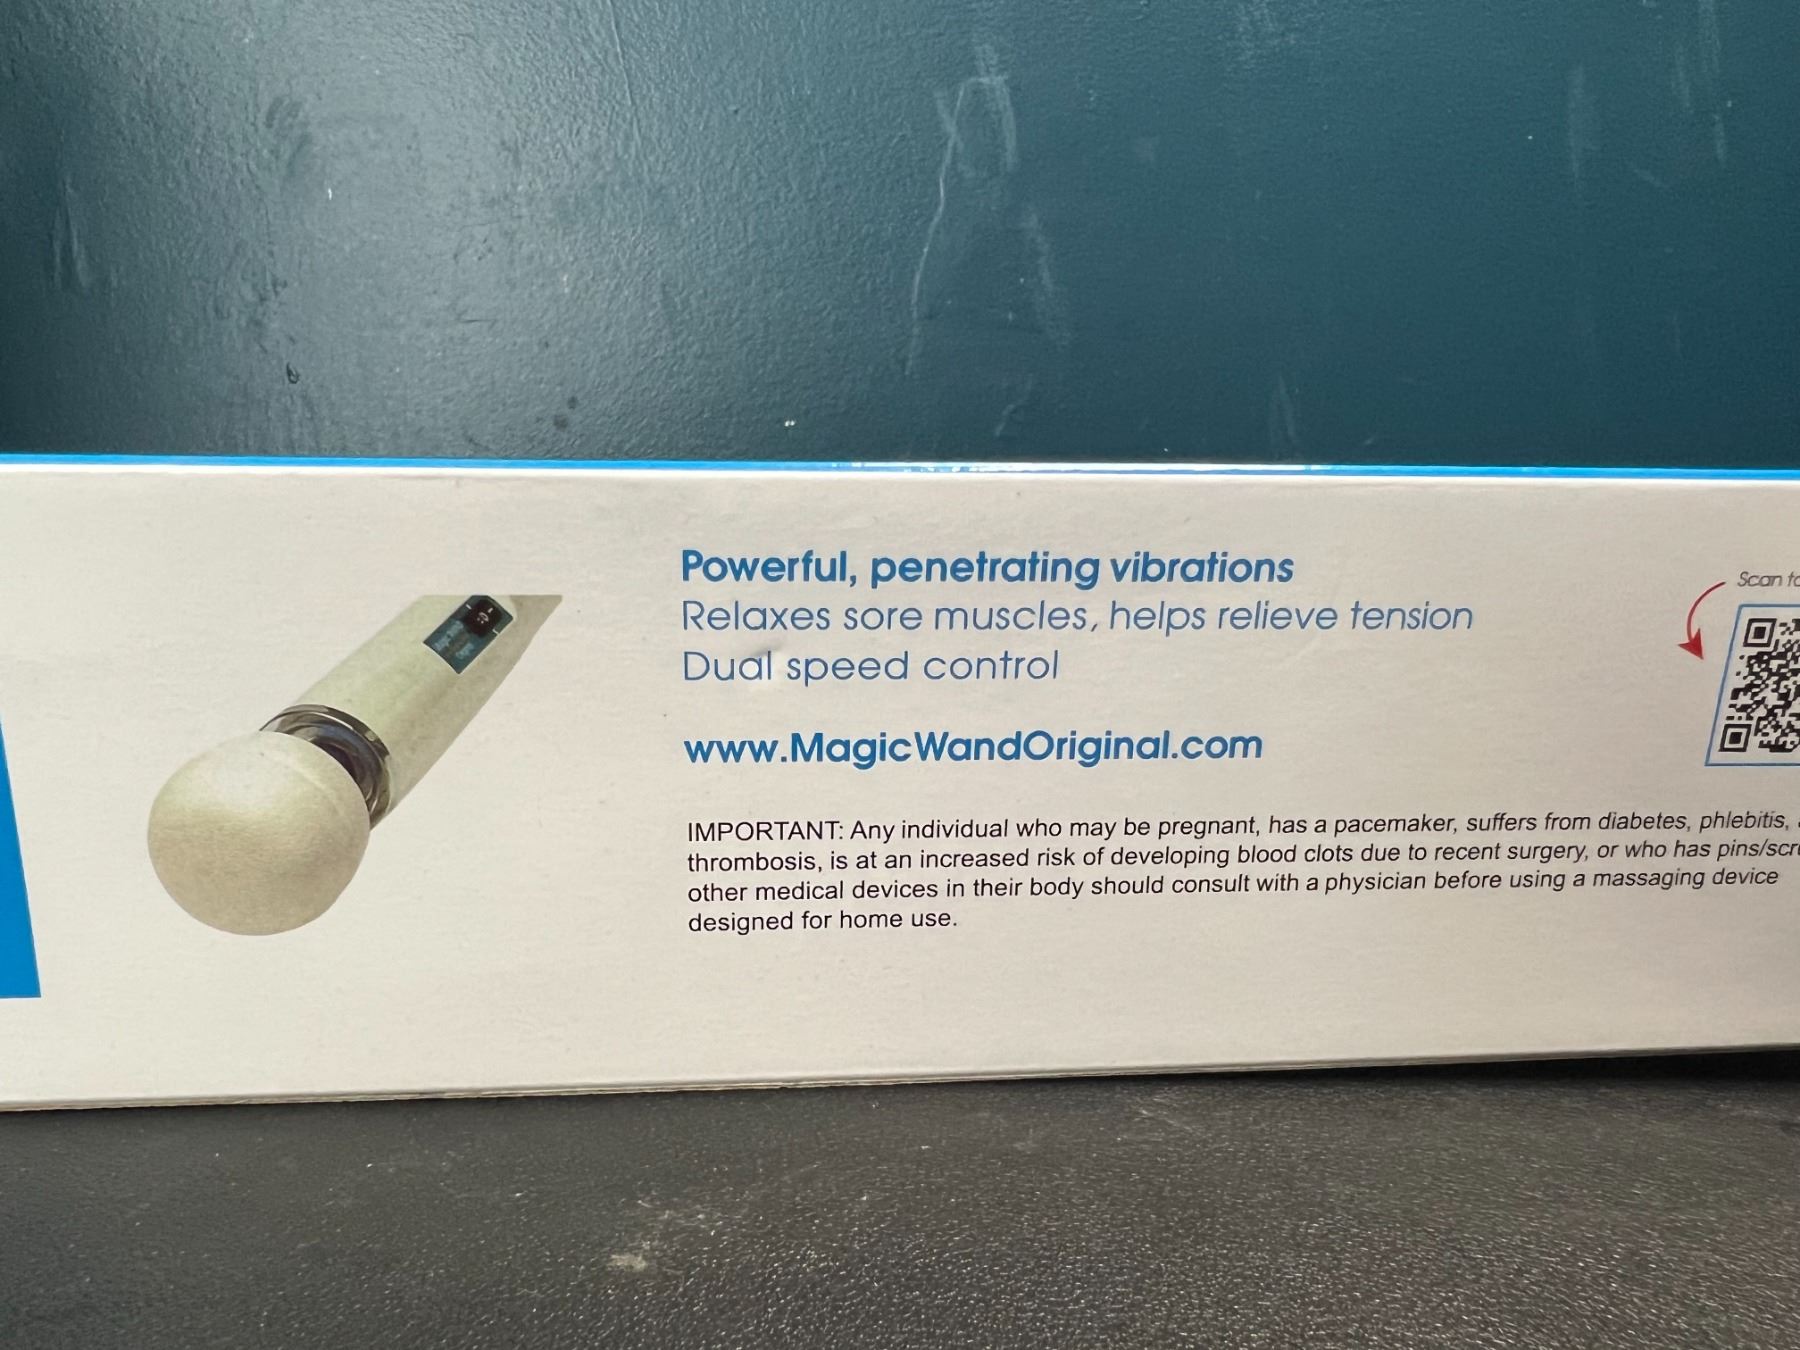 Powerful, penetrating vibrations
Relaxes sore muscles, helps relieve tension
Dual speed control
www.MagicWandOriginal.com
Scan
IMPORTANT: Any individual who may be pregnant, has a pacemaker, suffers from diabetes, phlebitis,
thrombosis, is at an increased risk of developing blood clots due to recent surgery, or who has
other medical devices in their body should consult with a physician before using a massaging device
designed for home use.